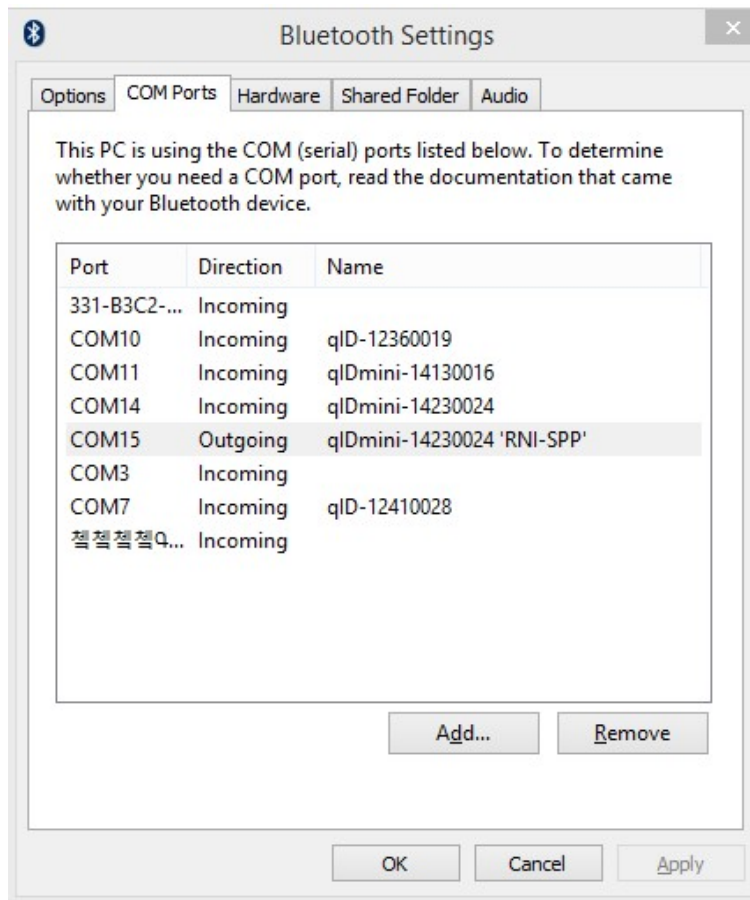 Bluetooth Settings
Options COM Ports Hardware Shared Folder Audio
This PC is using the COM (serial) ports listed below. To determine
whether you need a COM port, read the documentation that came
with your Bluetooth device.
Port Direction Name
331-B3C2-... Incoming
COM10 Incoming qID-12360019
COM11 Incoming qIDmini-14130016
COM14 Incoming qIDmini-14230024
COM15 Outgoing qIDmini-14230024 'RNI-SPP'
COM3 Incoming
COM7 Incoming qID-12410028
Incoming
Add... Remove
OK Cancel Apply